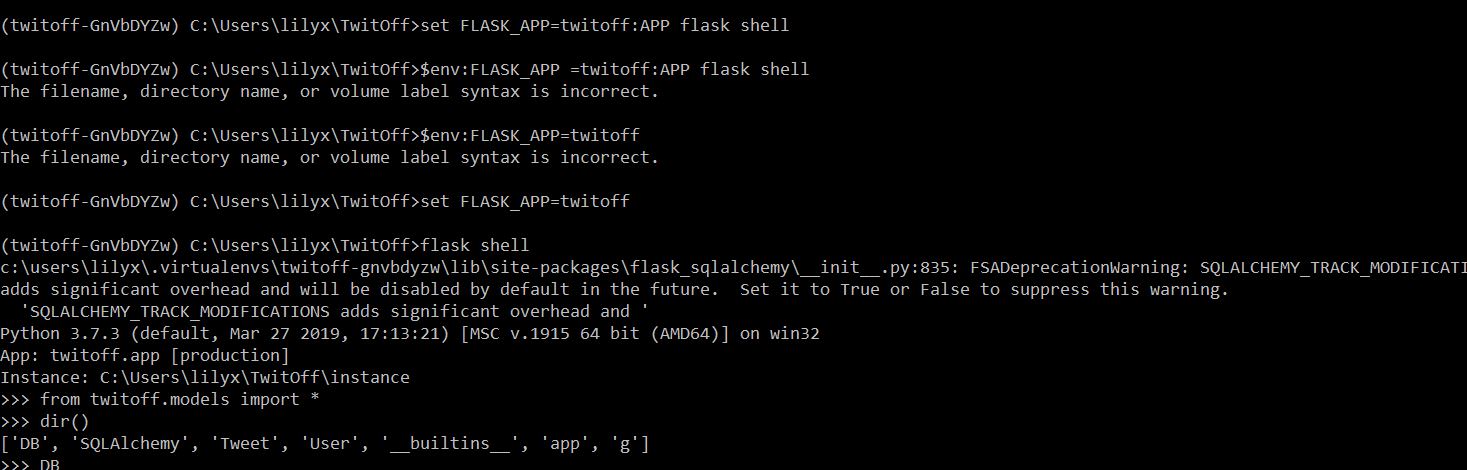 (twitoff-GnVbDYZw) C:\Users\lilyx\TwitOff>set FLASK_APP=twitoff:APP flask shell
(twitoff-GnVbDYZw) C:\Users\lilyx\TwitOff>$env:FLASK_APP =twitoff:APP flask shell
The filename, directory name, or volume label syntax is incorrect.
(twitoff-GnVbDYZw) C:\Users\lilyx\TwitOff>$env:FLASK_APP=twitoff
The filename, directory name, or volume label syntax is incorrect.
(twitoff-GnVbDYZw) C:\Users\lilyx\TwitOff>set FLASK_APP=twitoff
(twitoff-GnVbDYZw) C:\Users\lilyx\TwitOff>flask shell
c:\users\lilyx\.virtualenvs\twitoff-gnvbdyzw\lib\site-packages\flask_sqlalchemy\__init__.py:835: FSADeprecationWarning: SQLALCHEMY_TRACK_MODIFICATI
adds significant overhead and will be disabled by default in the future.  Set it to True or False to suppress this warning.
  'SQLALCHEMY_TRACK_MODIFICATIONS adds significant overhead and '
Python 3.7.3 (default, Mar 27 2019, 17:13:21) [MSC v.1915 64 bit (AMD64)] on win32
App: twitoff.app [production]
Instance: C:\Users\lilyx\TwitOff\instance
>>> from twitoff.models import *
>>> dir()
['DB', 'SQLAlchemy', 'Tweet', 'User', '__builtins__', 'app', 'g']
>>> DB